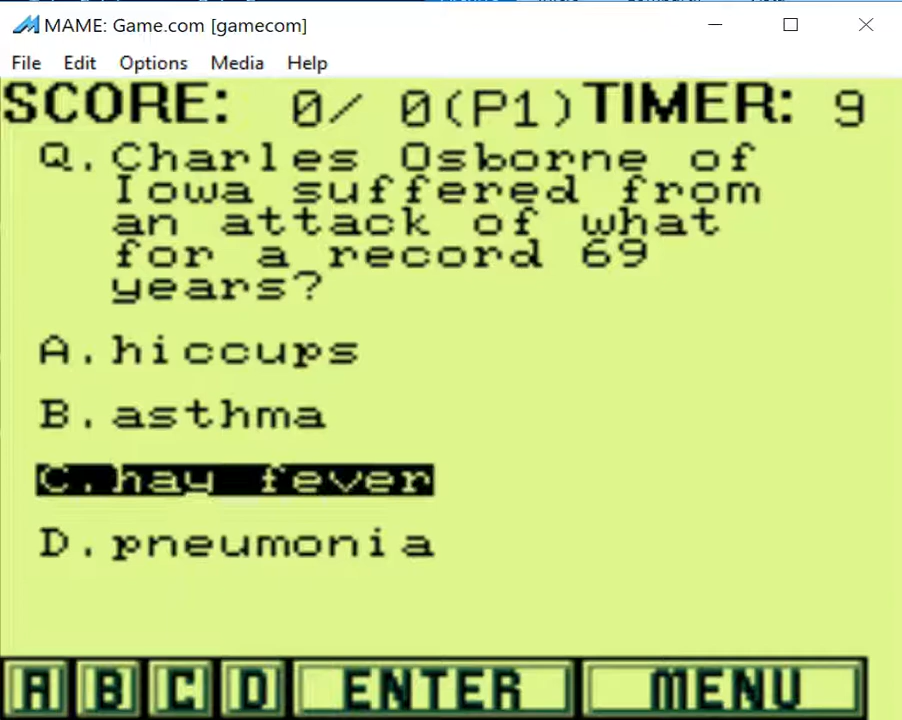 MAME: Game.com [gamecom]
File Edit Options Media Help
SCORE: 0/ 0(P1) TIMER: 9
Q. Charles Osborne of
Iowa suffered from
an attack of what
for a record 69
years?
A. hiccups
B. asthma
C. hay fever
D. pneumonia
A B C D ENTER MENU